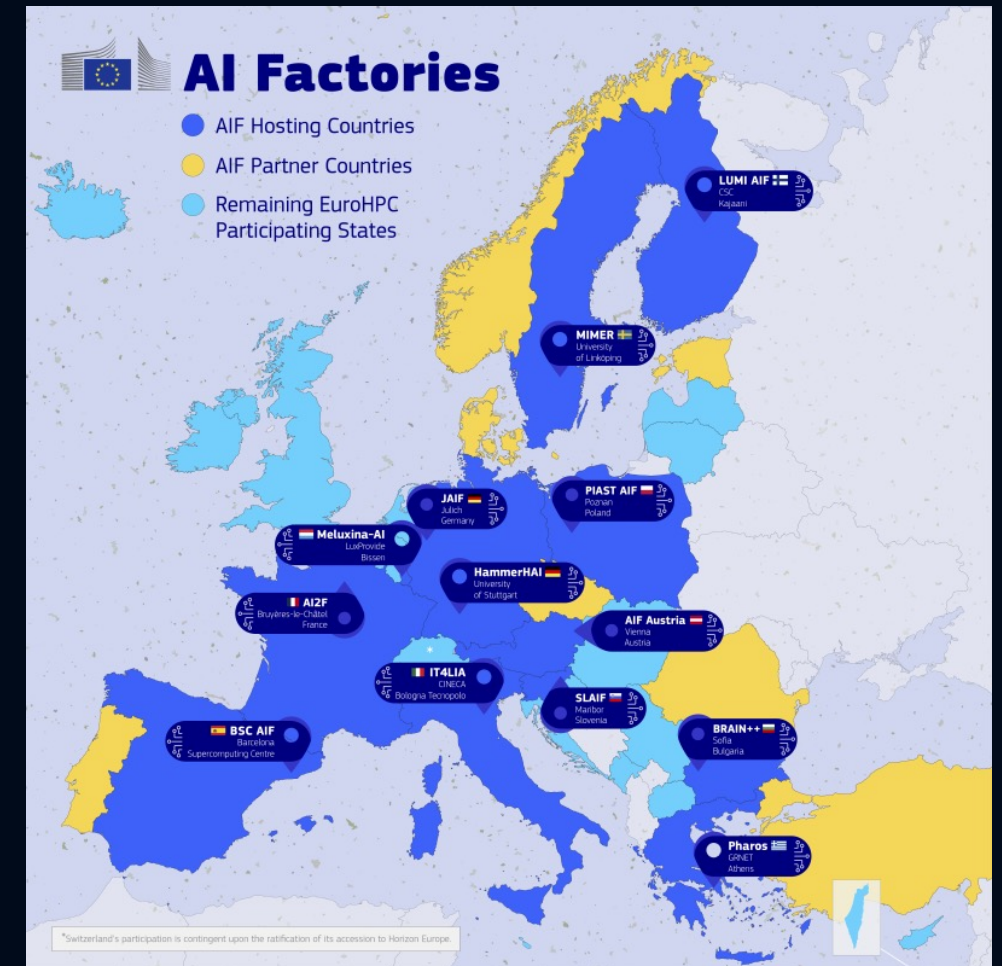 AI Factories
AIF Hosting Countries
AIF Partner Countries
Remaining EuroHPC
Participating States
LUMI AIF
CSC
Kajaani
MIMER
University
of Linköping
JAIF
Julich
Germany
PIAST AIF
Poznan
Poland
Meluxina-AI
LuxProvide
Bissen
HammerHAI
University
of Stuttgart
AI2F
Bruyères-le-Châtel
France
AIF Austria
Vienna
Austria
*
IT4LIA
CINECA
Bologna Tecnopolo
SLAIF
Maribor
Slovenia
BSC AIF
Barcelona
Supercomputing Centre
BRAIN++
Sofia
Bulgaria
Pharos
GRNET
Athens
*Switzerland's participation is contingent upon the ratification of its accession to Horizon Europe.